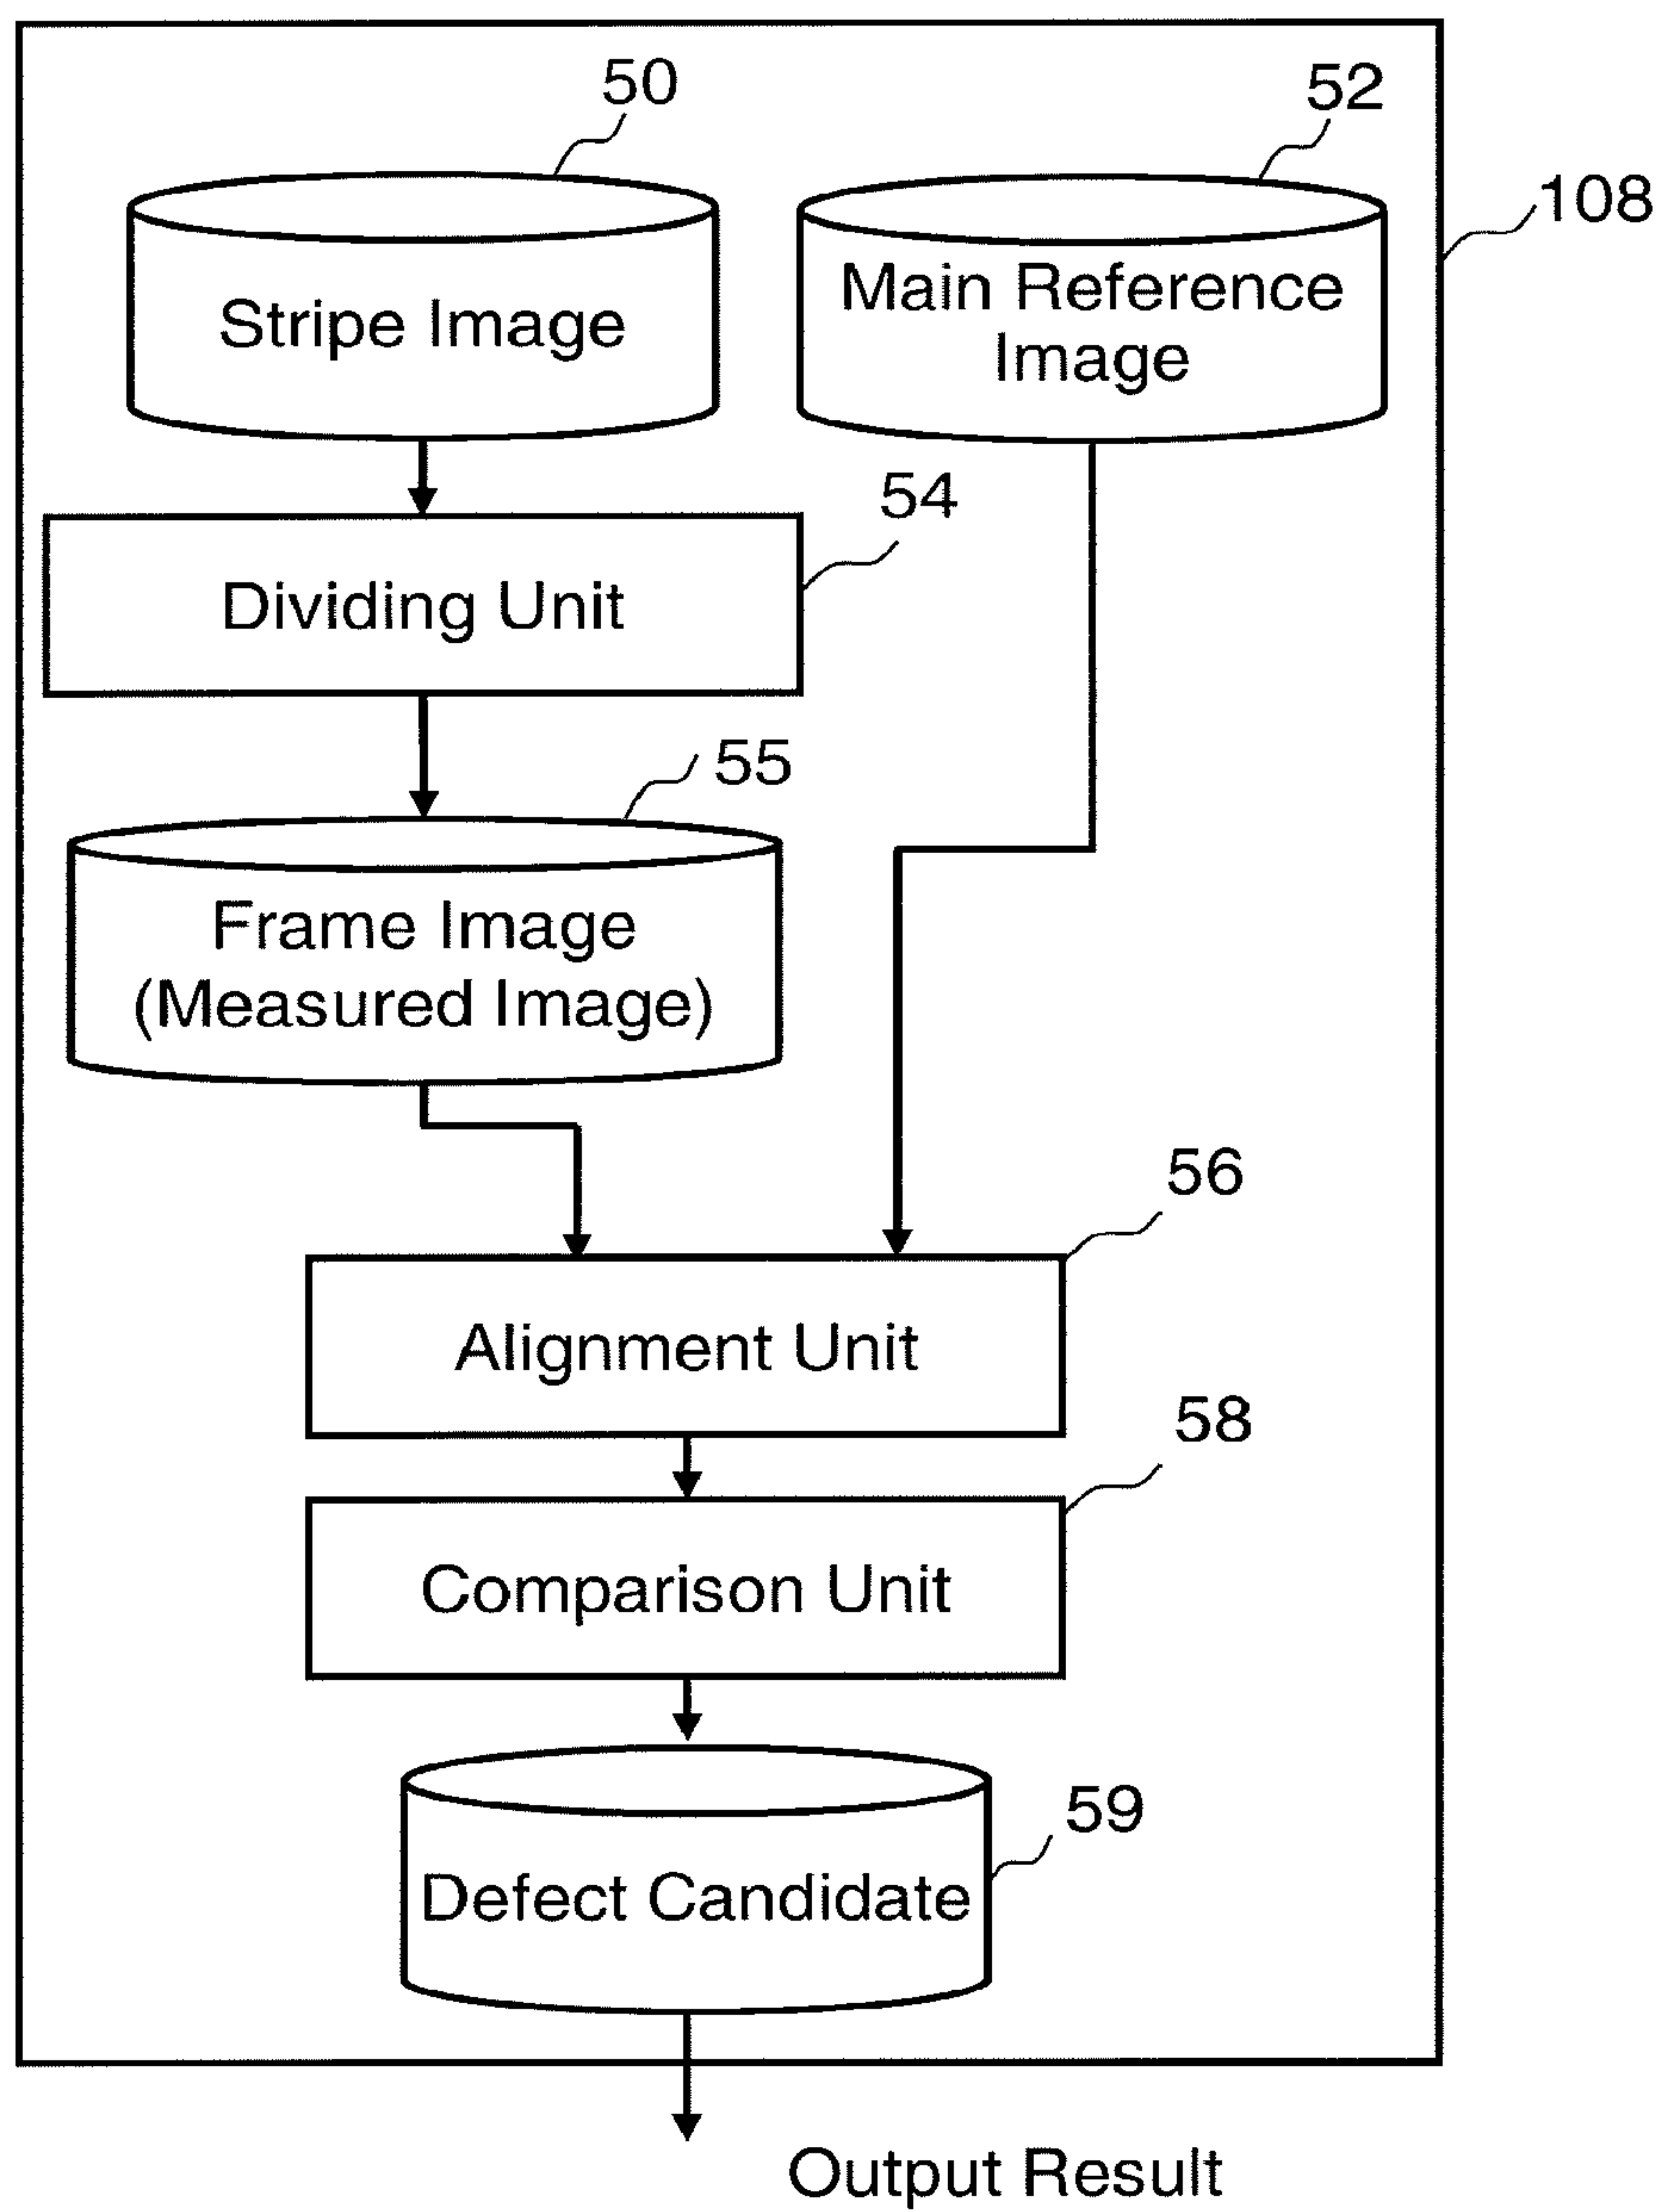 50
52
108
Stripe Image
Main Reference
Image
54
Dividing Unit
55
Frame Image
(Measured Image)
56
Alignment Unit
58
Comparison Unit
59
Defect Candidate
Output Result